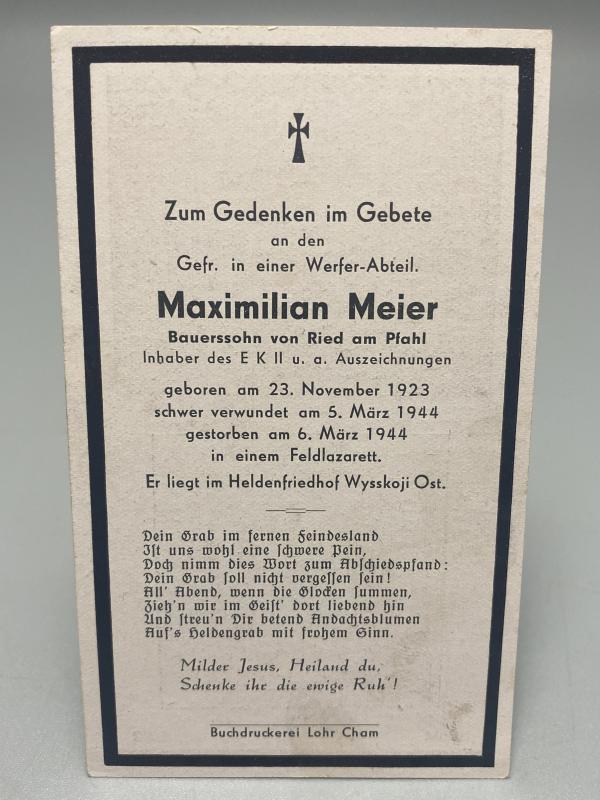 Zum Gedenken im Gebete
an den
Gefr. in einer Werfer-Abteil.
Maximilian Meier
Bauerssohn von Ried am Pfahl
Inhaber des E K II u. a. Auszeichnungen
geboren am 23. November 1923
schwer verwundet am 5. März 1944
gestorben am 6. März 1944
in einem Feldlazarett.
Er liegt im Heldenfriedhof Wysskoji Ost.
Dein Grab im fernen Feindesland
Ist uns wohl eine schwere Pein,
Doch nimm dies Wort zum Abschiedspfand:
Dein Grab soll nicht vergessen sein!
All' Abend, wenn die Glocken summen,
Zieh'n wir im Geist' dort liebend hin
Und streu'n Dir betend Andachtsblumen
Auf's Heldengrab mit frohem Sinn.
Milder Jesus, Heiland du,
Schenke ihr die ewige Ruh'!
Buchdruckerei Lohr Cham